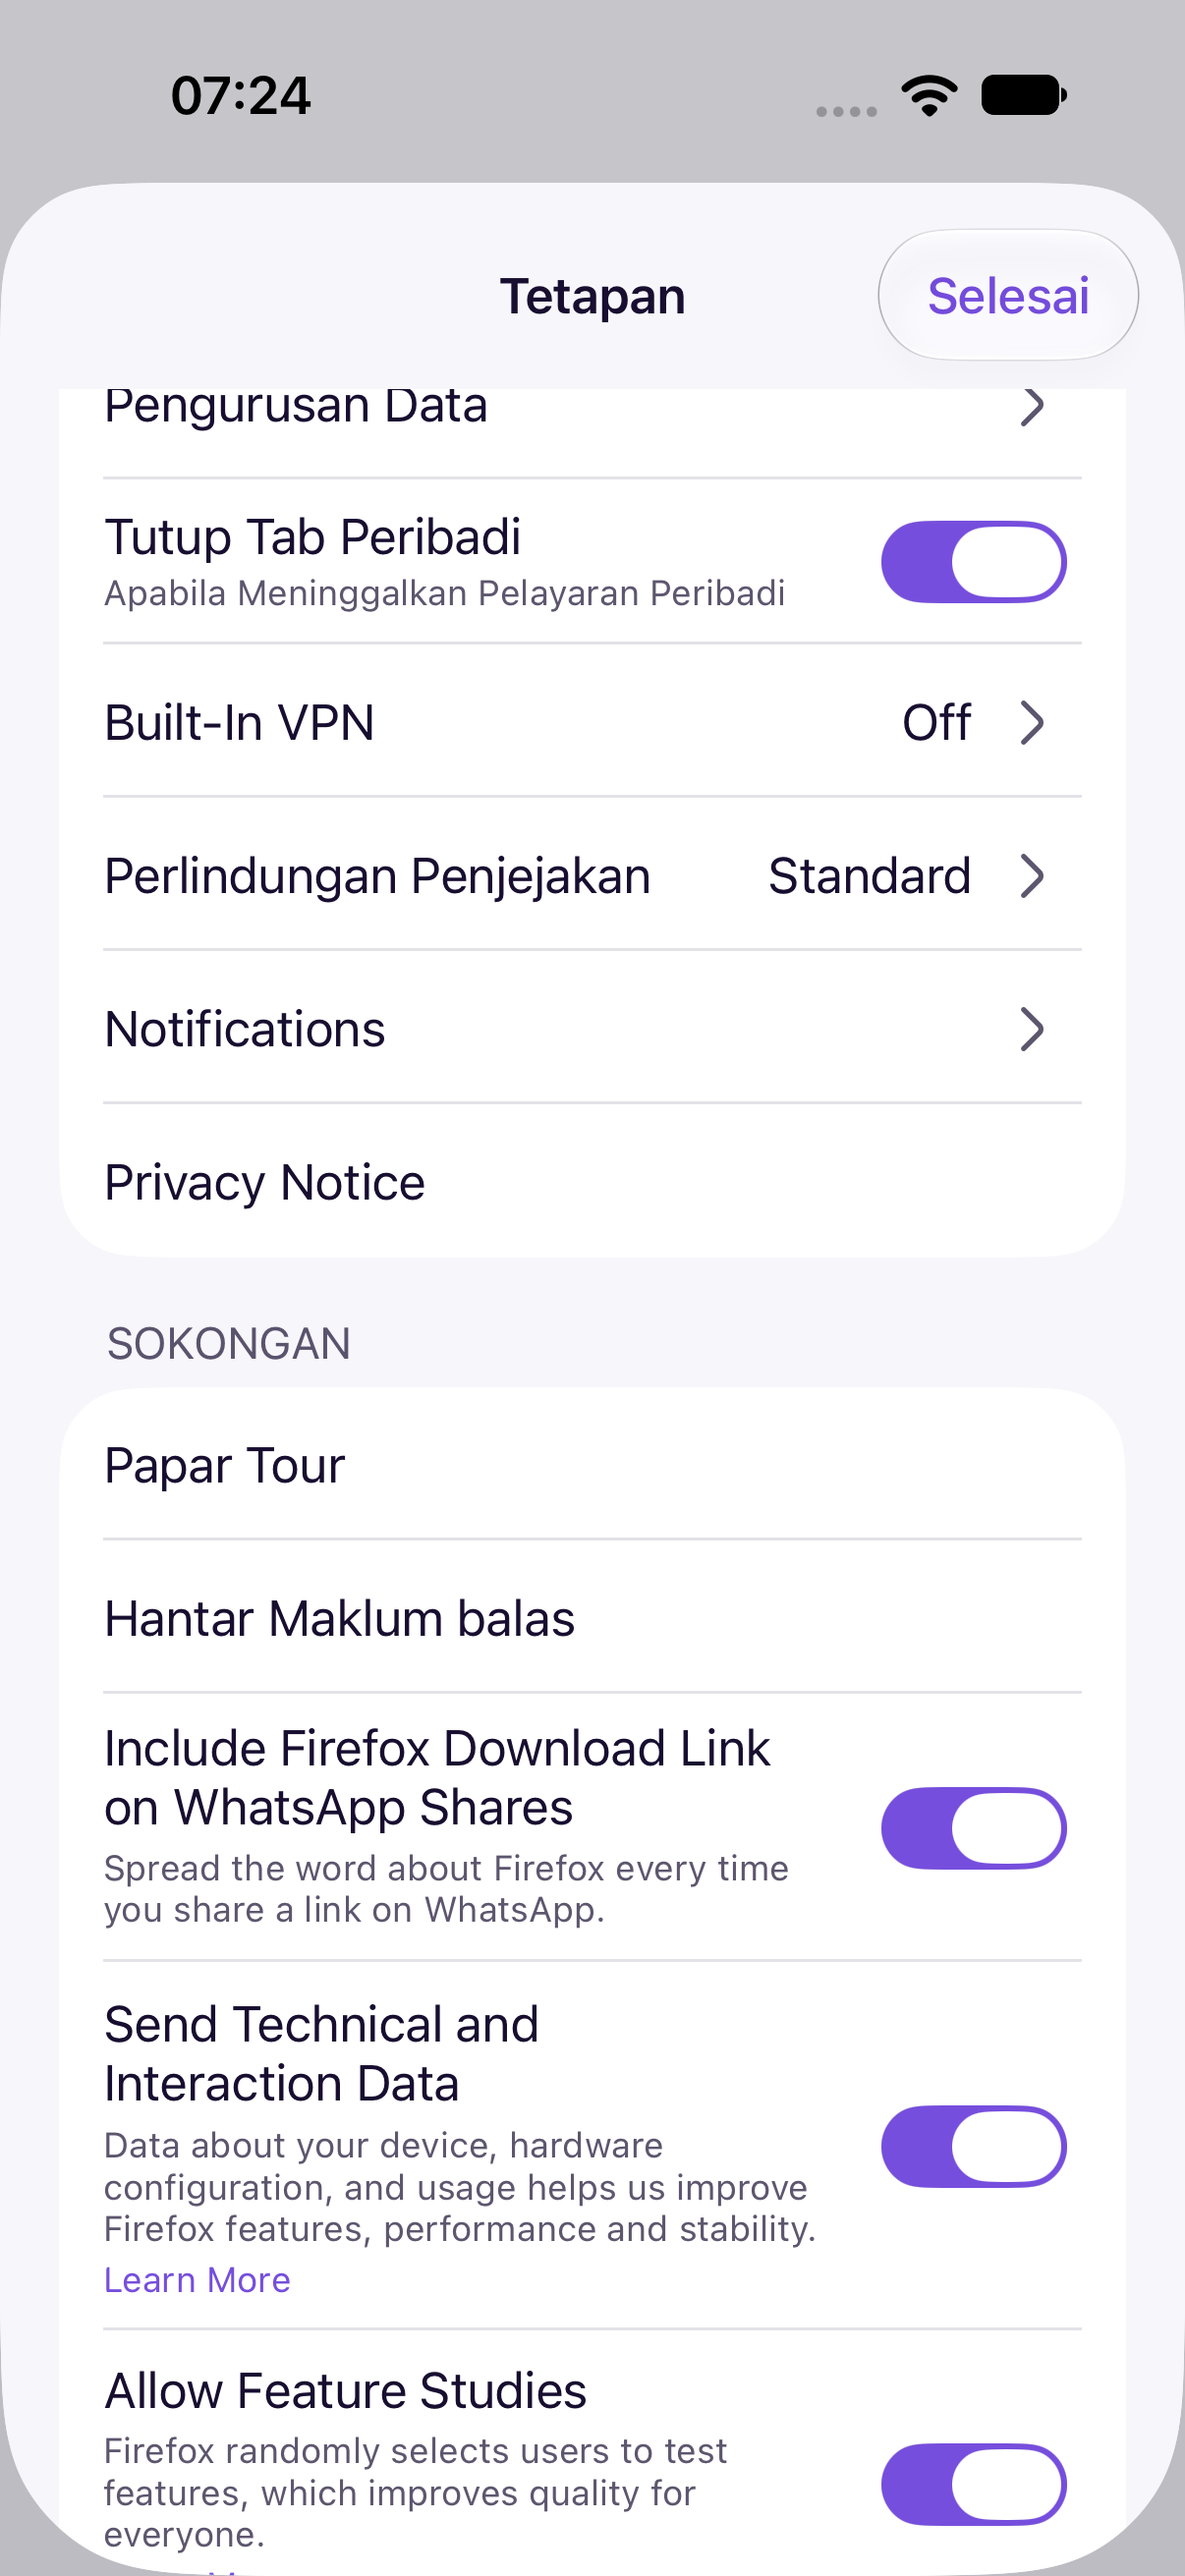 07:24
Tetapan
Selesai
Pengurusan Data
Tutup Tab Peribadi
Apabila Meninggalkan Pelayaran Peribadi
Built-In VPN
Off
Perlindungan Penjejakan
Standard
Notifications
Privacy Notice
SOKONGAN
Papar Tour
Hantar Maklum balas
Include Firefox Download Link
on WhatsApp Shares
Spread the word about Firefox every time
you share a link on WhatsApp.
Send Technical and
Interaction Data
Data about your device, hardware
configuration, and usage helps us improve
Firefox features, performance and stability.
Learn More
Allow Feature Studies
Firefox randomly selects users to test
features, which improves quality for
everyone.